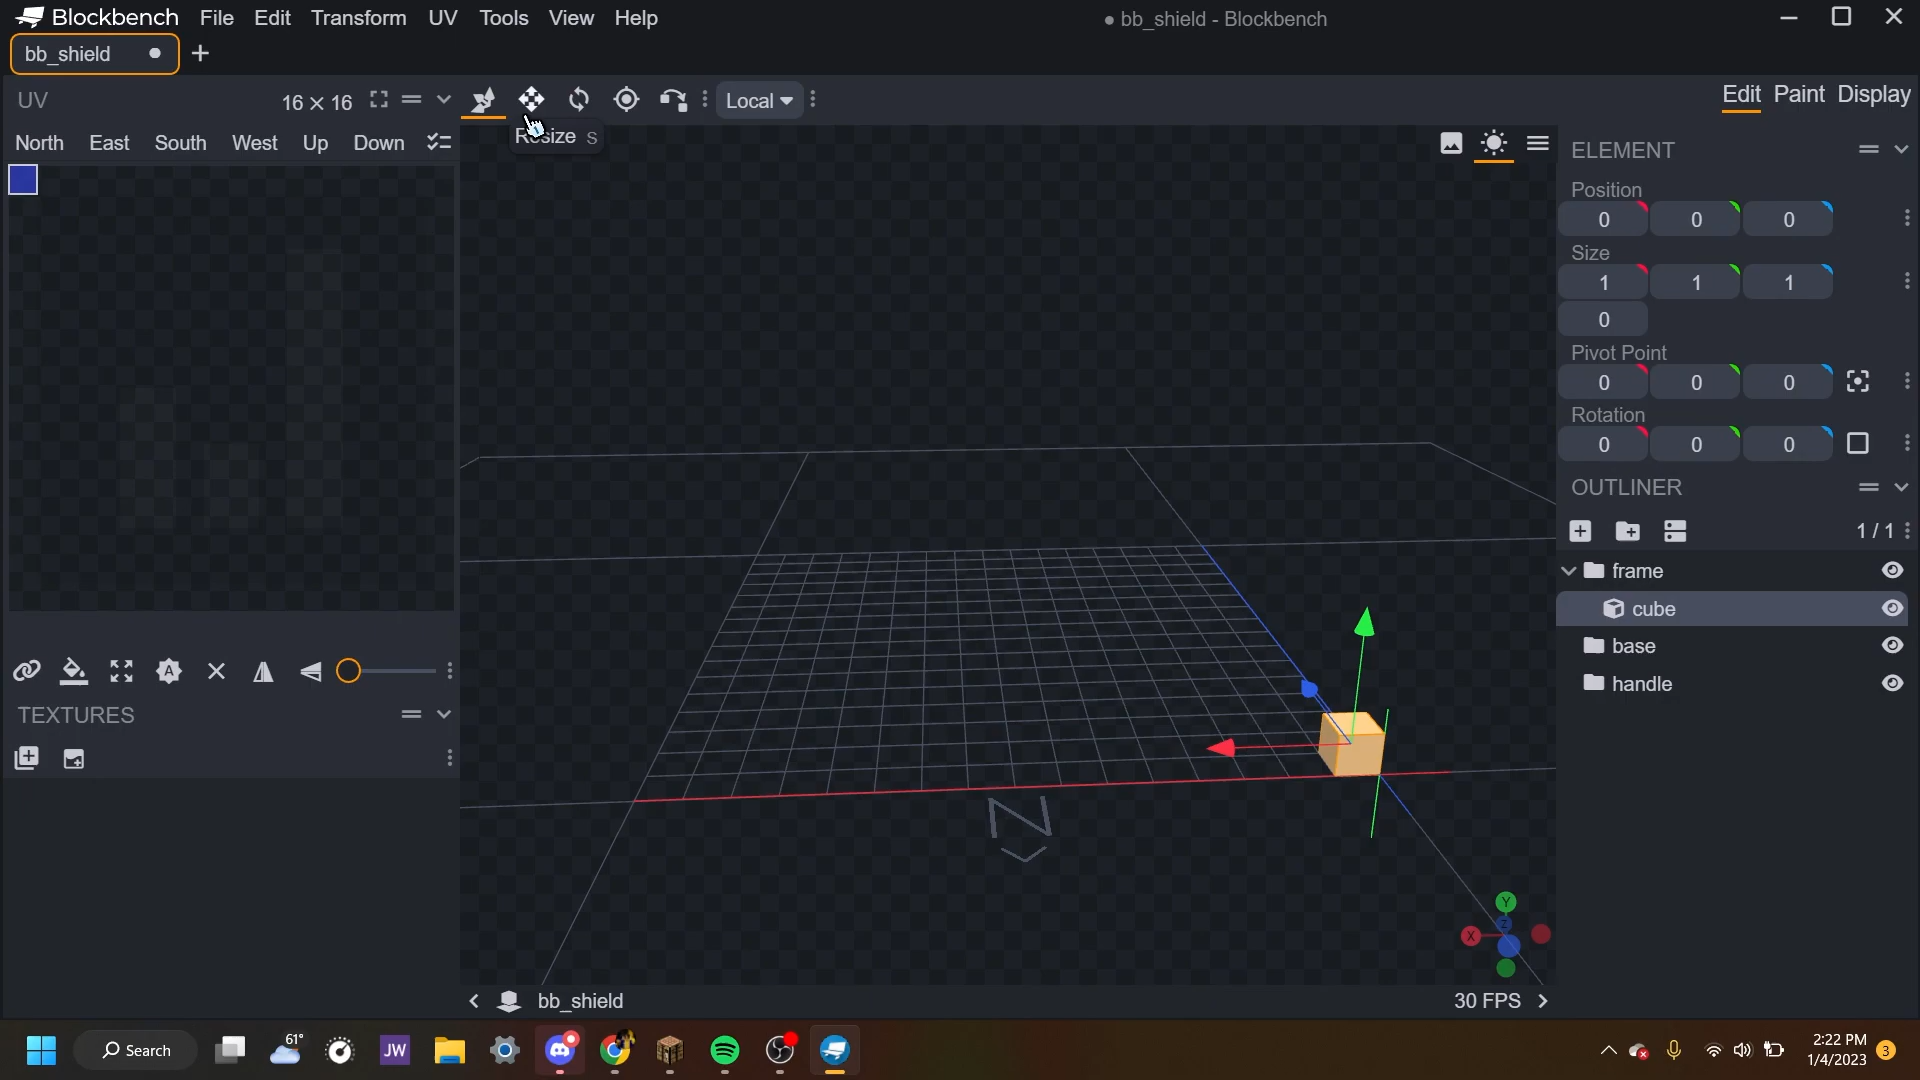 Blockbench File Edit Transform UV Tools View Help
• bb_shield - Blockbench
bb_shield
UV
16 × 16
Local
Edit Paint Display
North East South West Up Down
Resize S
ELEMENT
Position
0 0 0
Size
1 1 1
0
Pivot Point
0 0 0
Rotation
0 0 0
OUTLINER
1 / 1
frame
cube
base
handle
A
TEXTURES
N
Y
Z
X
bb_shield
30 FPS
Search
61°
JW
2:22 PM
1/4/2023
3